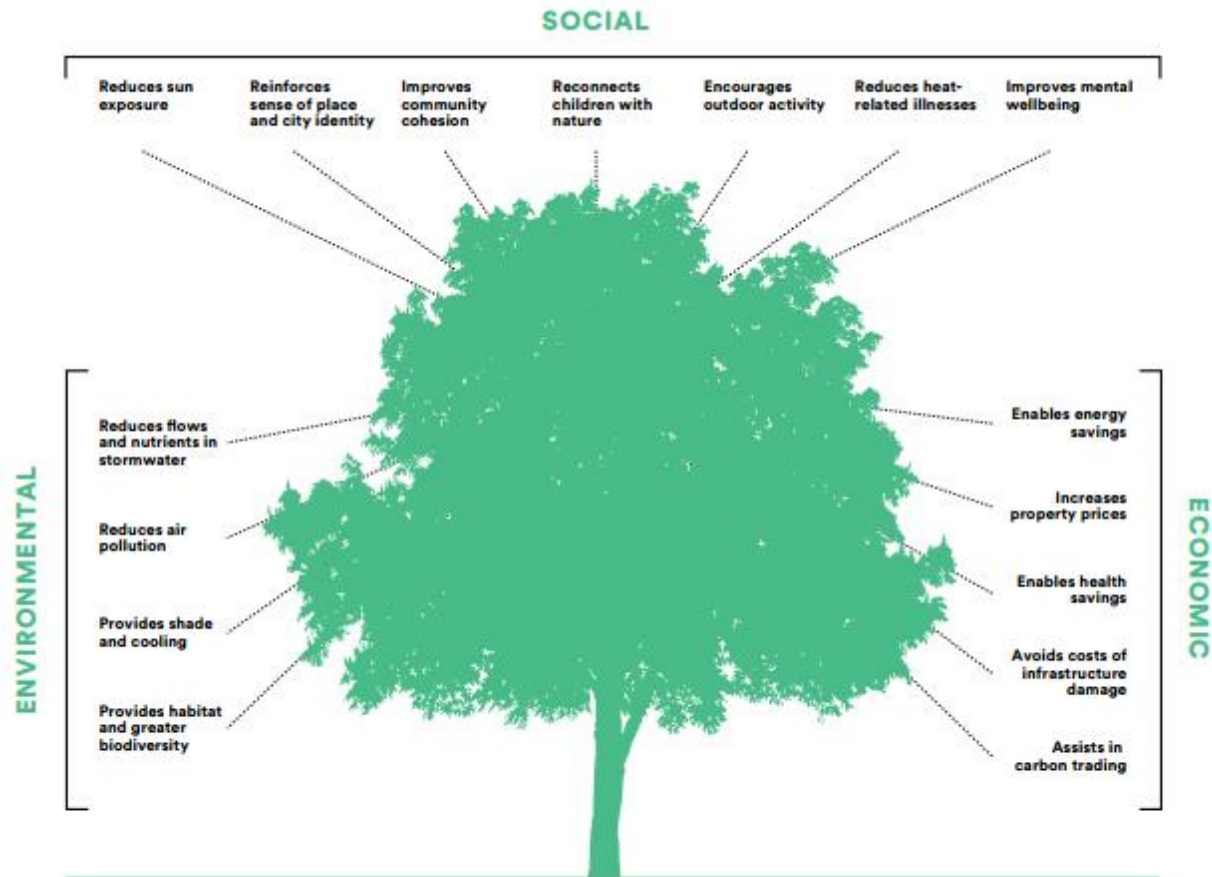 SOCIAL
Reduces sun
exposure
Reinforces
sense of place
and city identity
Improves
community
cohesion
Reconnects
children with
nature
Encourages
outdoor activity
Reduces heat-
related illnesses
Improves mental
wellbeing
ENVIRONMENTAL
Reduces flows
and nutrients in
stormwater
Reduces air
pollution
Provides shade
and cooling
Provides habitat
and greater
biodiversity
Enables energy
savings
Increases
property prices
Enables health
savings
Avoids costs of
infrastructure
damage
Assists in
carbon trading
ECONOMIC